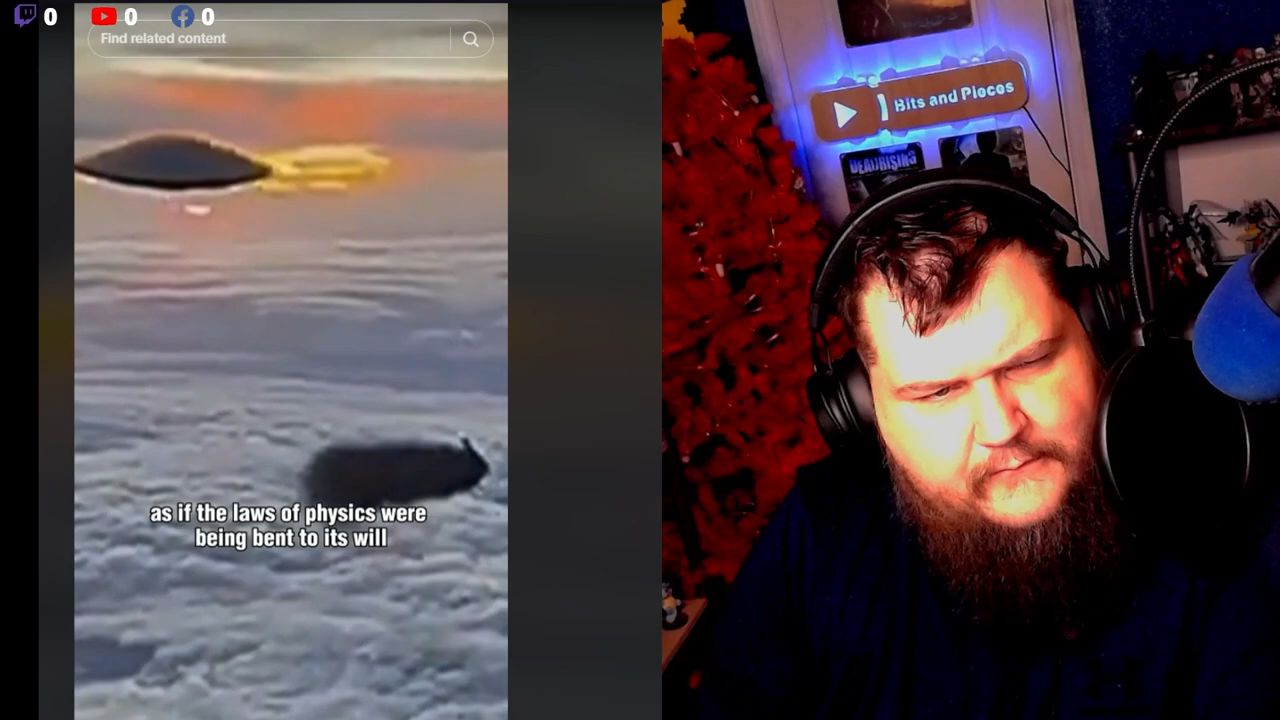 0 0 0
Find related content
Bits and Pieces
DEADRISING
as if the laws of physics were
being bent to its will